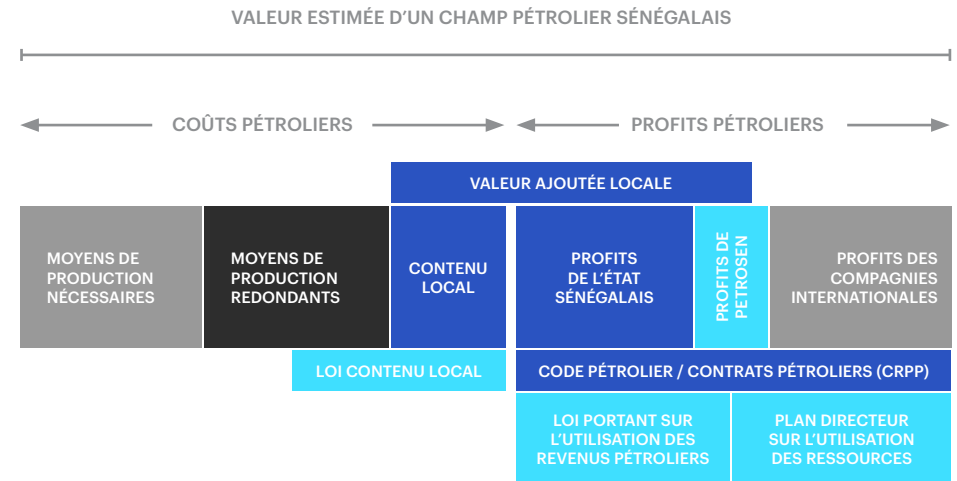 VALEUR ESTIMÉE D'UN CHAMP PÉTROLIER SÉNÉGALAIS
COÛTS PÉTROLIERS
PROFITS PÉTROLIERS
VALEUR AJOUTÉE LOCALE
MOYENS DE
PRODUCTION
NÉCESSAIRES
MOYENS DE
PRODUCTION
REDONDANTS
CONTENU
LOCAL
PROFITS
DE L'ÉTAT
SÉNÉGALAIS
PROFITS DE
PETROSEN
PROFITS DES
COMPAGNIES
INTERNATIONALES
LOI CONTENU LOCAL
CODE PÉTROLIER / CONTRATS PÉTROLIERS (CRPP)
LOI PORTANT SUR
L'UTILISATION DES
REVENUS PÉTROLIERS
PLAN DIRECTEUR
SUR L'UTILISATION
DES RESSOURCES